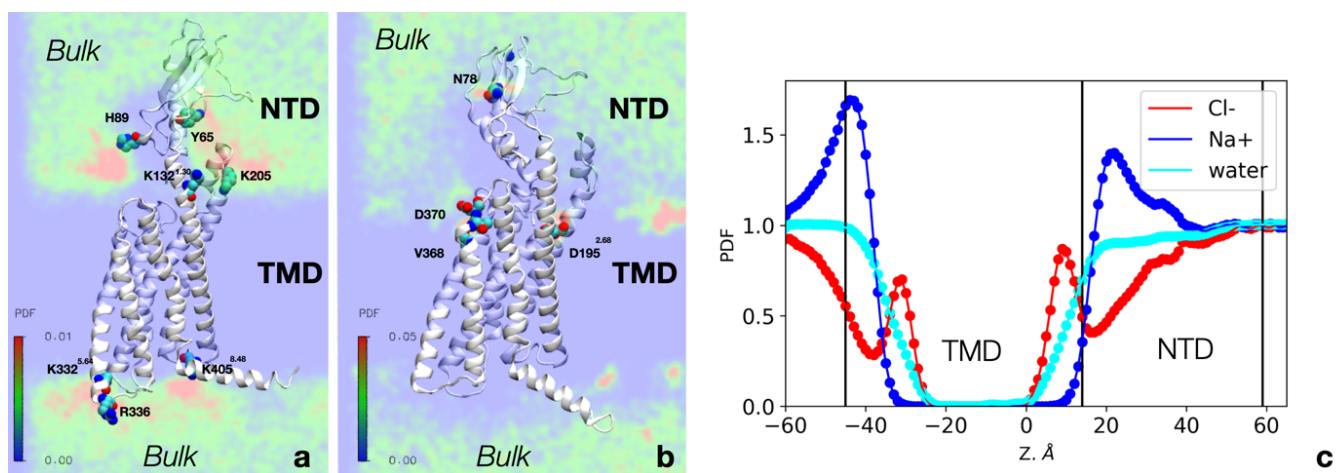 Bulk
NTD
H89
Y65
K132^1.30
K205
TMD
PDF
0.01
K332^5.64
K405^8.48
R336
0.00
Bulk
a
Bulk
N78
NTD
D370
V368
D195^2.68
TMD
PDF
0.05
0.00
Bulk
b
PDF
1.5
1.0
0.5
0.0
Cl-
Na+
water
TMD
NTD
−60 −40 −20 0 20 40 60
Z. Å
c